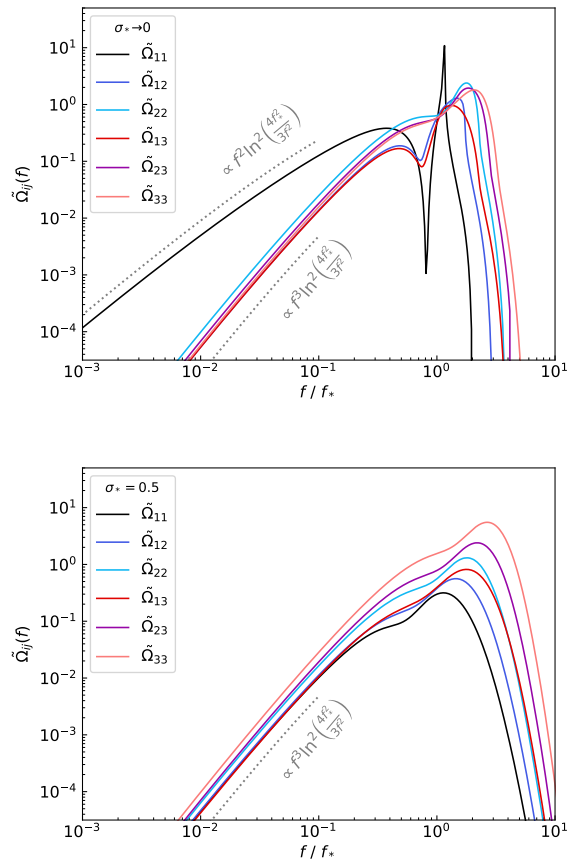 σ* → 0
Ω̃₁₁
Ω̃₁₂
Ω̃₂₂
Ω̃₁₃
Ω̃₂₃
Ω̃₃₃
∝ f² ln² (4f*² / 3f²)
∝ f³ ln² (4f*² / 3f²)
Ω̃ᵢⱼ(f)
10¹
10⁰
10⁻¹
10⁻²
10⁻³
10⁻⁴
10⁻³
10⁻²
10⁻¹
10⁰
10¹
f / f*
σ* = 0.5
Ω̃₁₁
Ω̃₁₂
Ω̃₂₂
Ω̃₁₃
Ω̃₂₃
Ω̃₃₃
∝ f³ ln² (4f*² / 3f²)
Ω̃ᵢⱼ(f)
10¹
10⁰
10⁻¹
10⁻²
10⁻³
10⁻⁴
10⁻³
10⁻²
10⁻¹
10⁰
10¹
f / f*